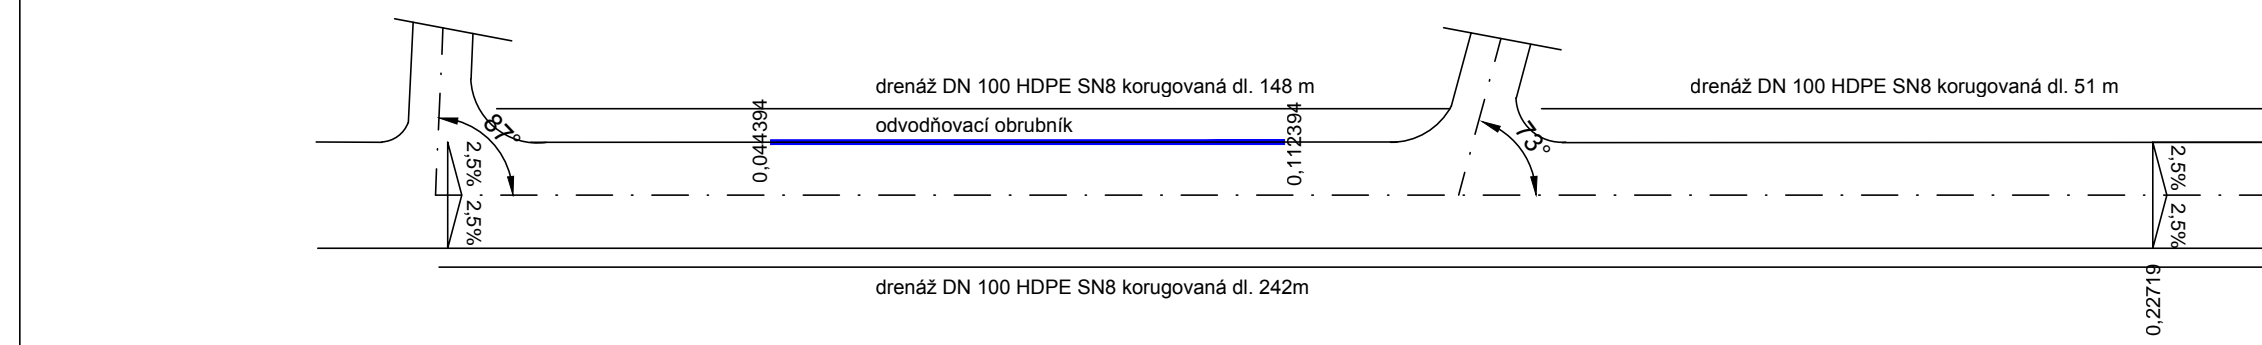 drenáž DN 100 HDPE SN8 korugovaná dl. 148 m
drenáž DN 100 HDPE SN8 korugovaná dl. 51 m
87°
0,044394
odvodňovací obrubník
0,112394
73°
2,5%
2,5%
2,5%
2,5%
drenáž DN 100 HDPE SN8 korugovaná dl. 242m
0,22719